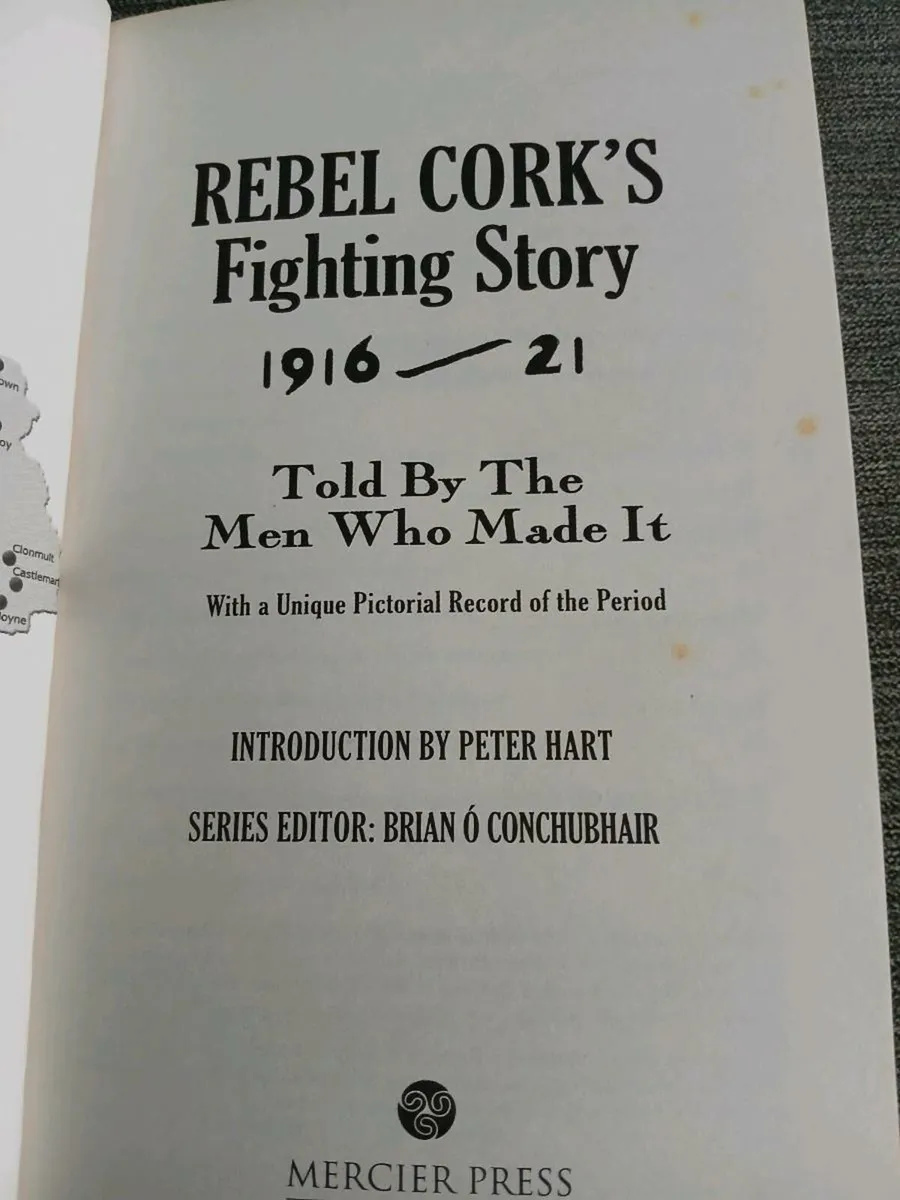 REBEL CORK'S
Fighting Story
1916 — 21
Told By The
Men Who Made It
With a Unique Pictorial Record of the Period
INTRODUCTION BY PETER HART
SERIES EDITOR: BRIAN Ó CONCHUBHAIR
MERCIER PRESS
Clonmult